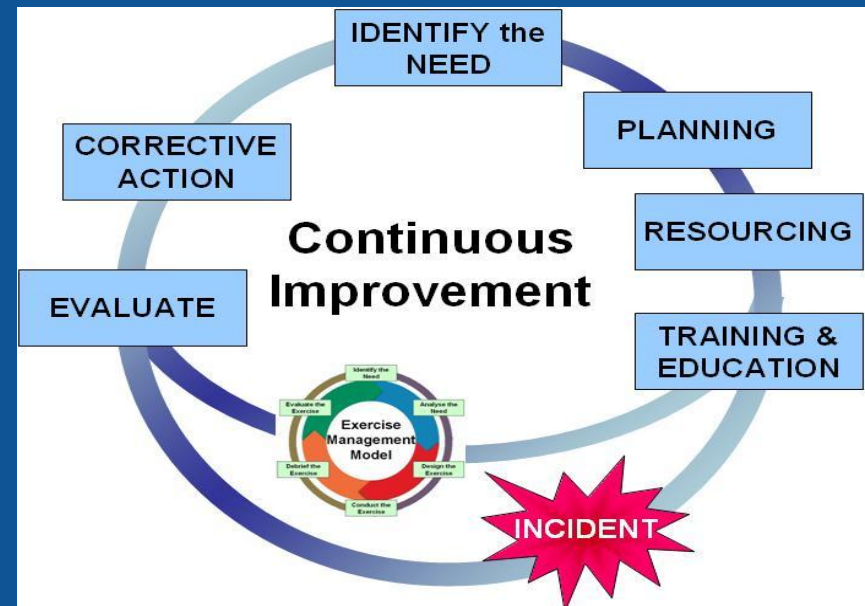 IDENTIFY the
NEED
PLANNING
RESOURCING
TRAINING &
EDUCATION
INCIDENT
EVALUATE
CORRECTIVE
ACTION
Continuous
Improvement
Identify the
Need
Analyse the
Need
Design the
Exercise
Conduct the
Exercise
Debrief the
Exercise
Evaluate the
Exercise
Exercise
Management
Model